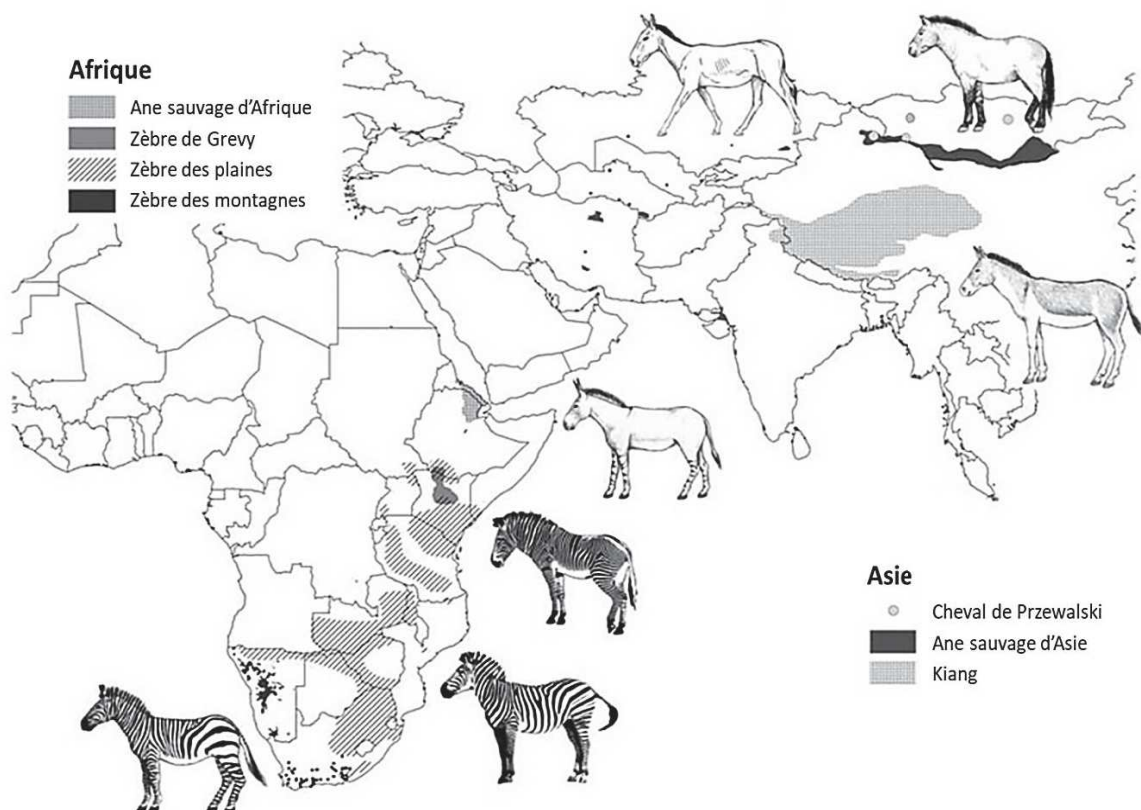 Afrique
Ane sauvage d'Afrique
Zèbre de Grevy
Zèbre des plaines
Zèbre des montagnes
Asie
Cheval de Przewalski
Ane sauvage d'Asie
Kiang